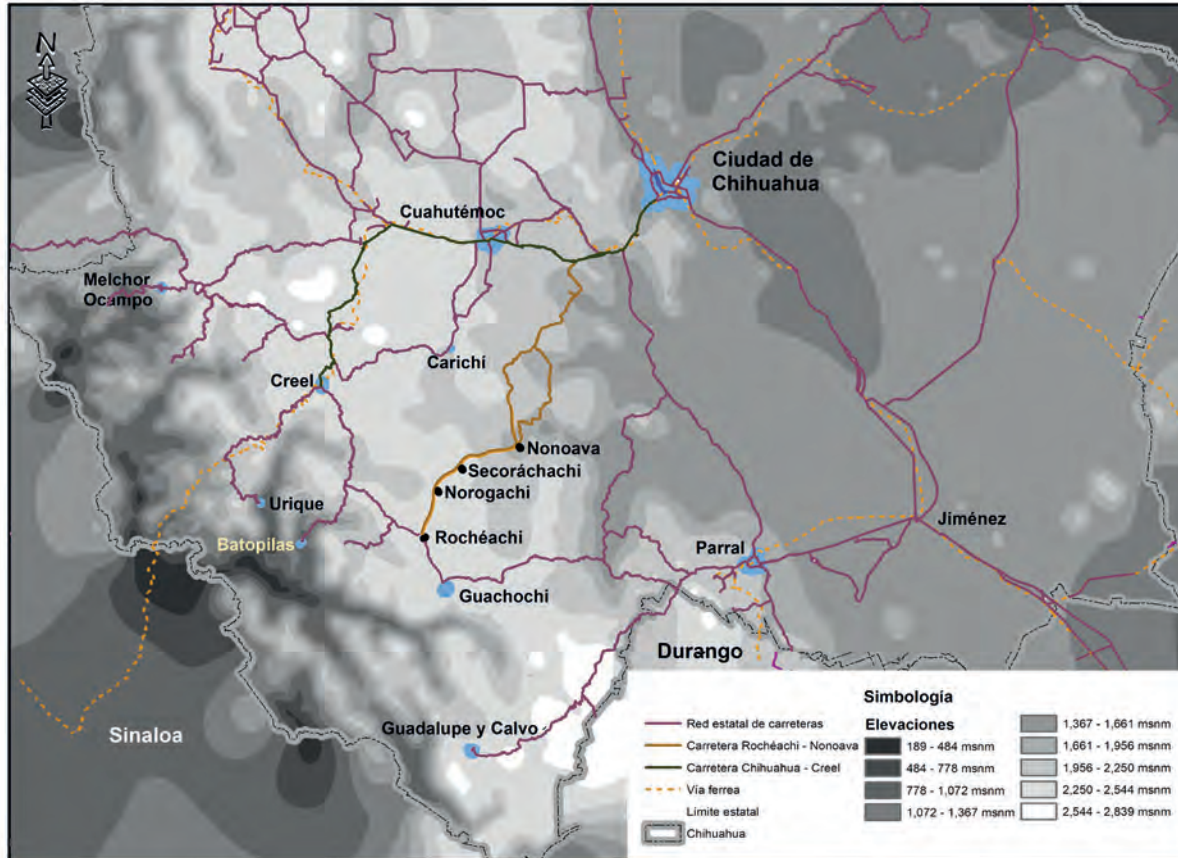 N
Ciudad de
Chihuahua
Cuahutémoc
Melchor
Ocampo
Carichí
Creel
Nonoava
Secoráchachi
Norogachi
Urique
Jiménez
Rochéachi
Batopilas
Parral
Guachochi
Durango
Sinaloa
Guadalupe y Calvo
Simbología
Red estatal de carreteras
Carretera Rochéachi - Nonoava
Carretera Chihuahua - Creel
Vía ferrea
Limite estatal
Chihuahua
Elevaciones
189 - 484 msnm
484 - 778 msnm
778 - 1,072 msnm
1,072 - 1,367 msnm
1,367 - 1,661 msnm
1,661 - 1,956 msnm
1,956 - 2,250 msnm
2,250 - 2,544 msnm
2,544 - 2,839 msnm